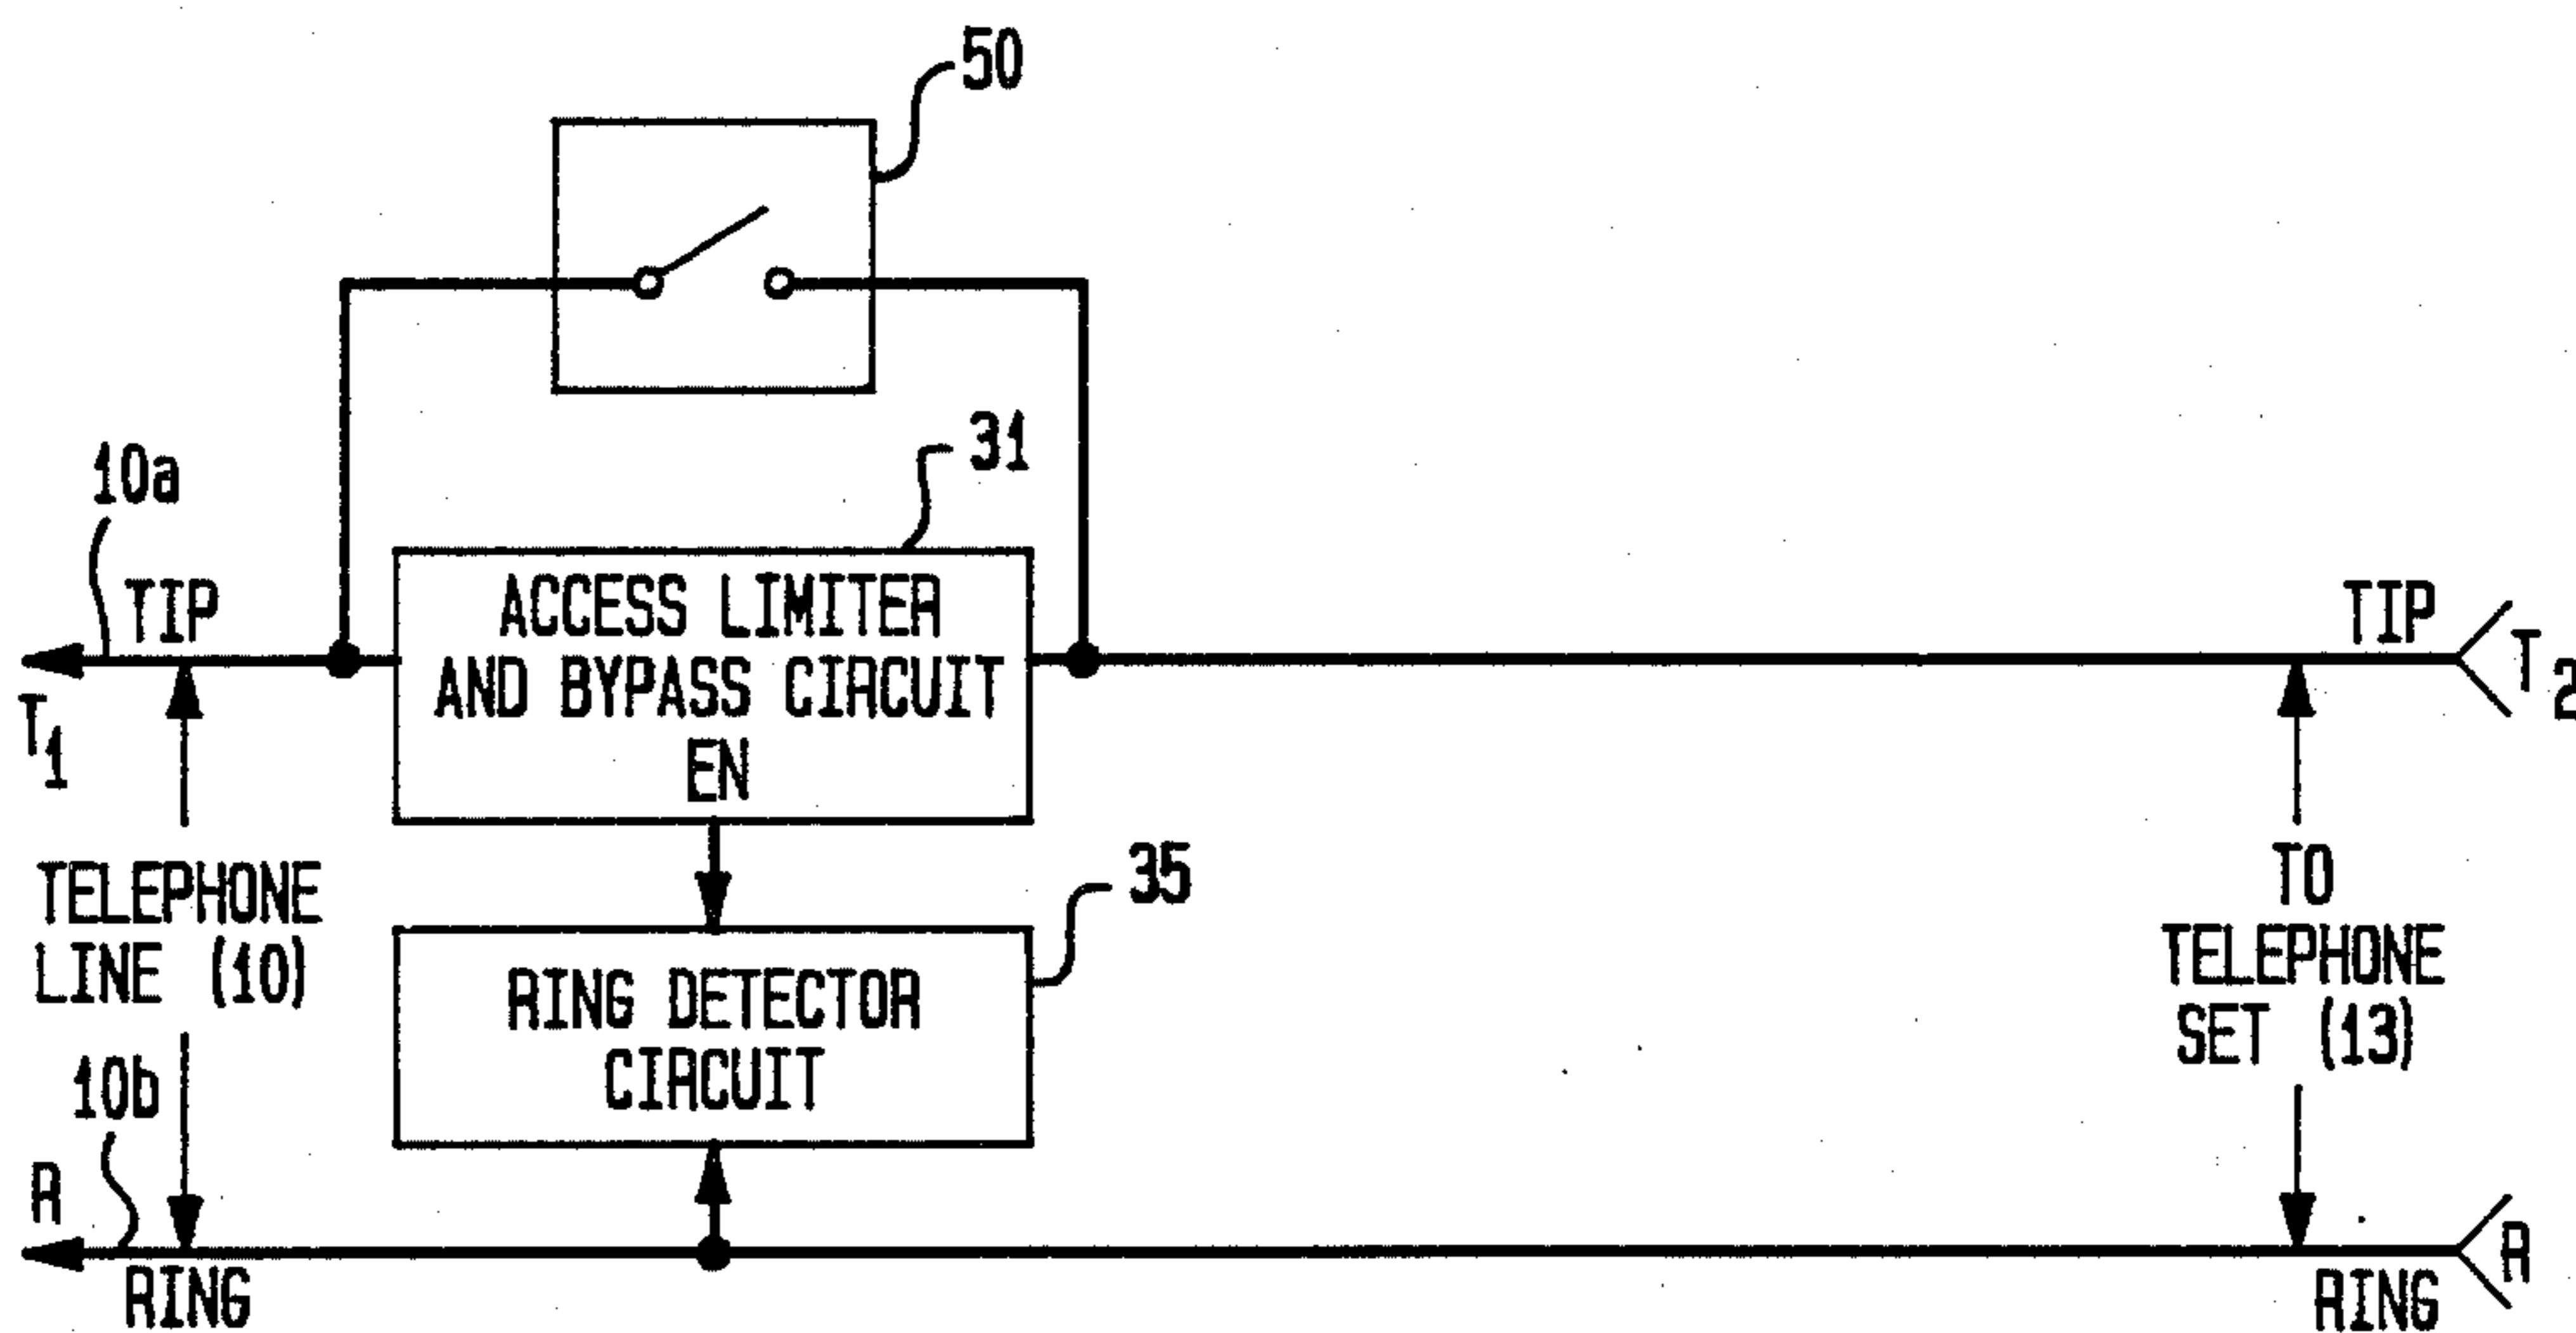 50
31
10a
TIP
ACCESS LIMITER
AND BYPASS CIRCUIT
EN
TIP
T1
T2
35
TELEPHONE
LINE (10)
RING DETECTOR
CIRCUIT
TO
TELEPHONE
SET (13)
10b
R
RING
RING
R